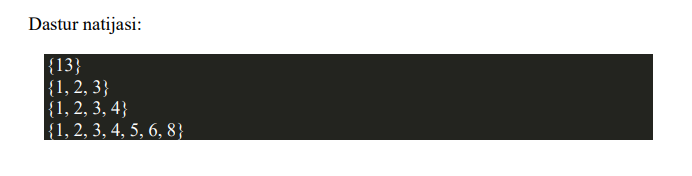 Dastur natijasi:
{13}
{1, 2, 3}
{1, 2, 3, 4}
{1, 2, 3, 4, 5, 6, 8}